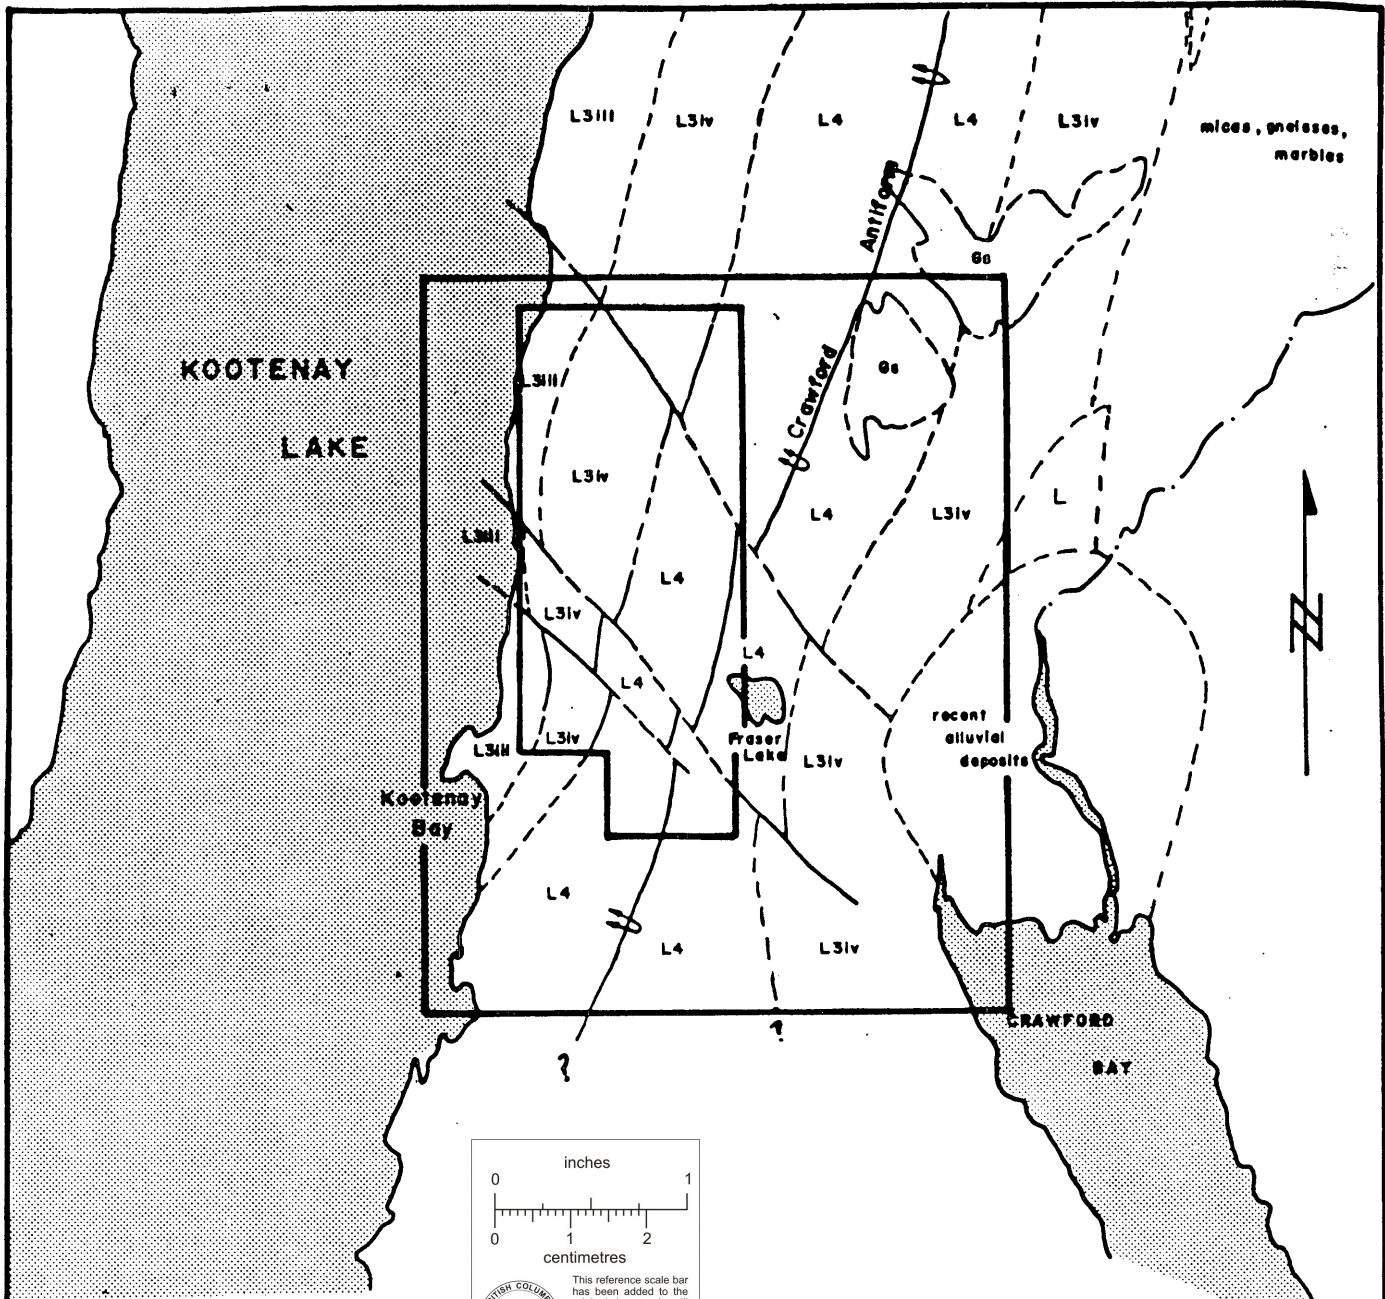 L3iii
L3iv
L4
L4
L3iv
micas, gneisses,
marbles
Antiform
Gs
KOOTENAY
LAKE
L3iii
Crawford
Gs
L3iv
L4
L3iv
L
L3iii
L4
L3iv
L4
L4
Fraser
Lake
L3iii
L3iv
L3iv
recent
alluvial
deposits
Kootenay
Bay
L4
L4
L3iv
?
?
CRAWFORD
BAY
N
inches
0 1
0 1 2
centimetres
This reference scale bar
has been added to the